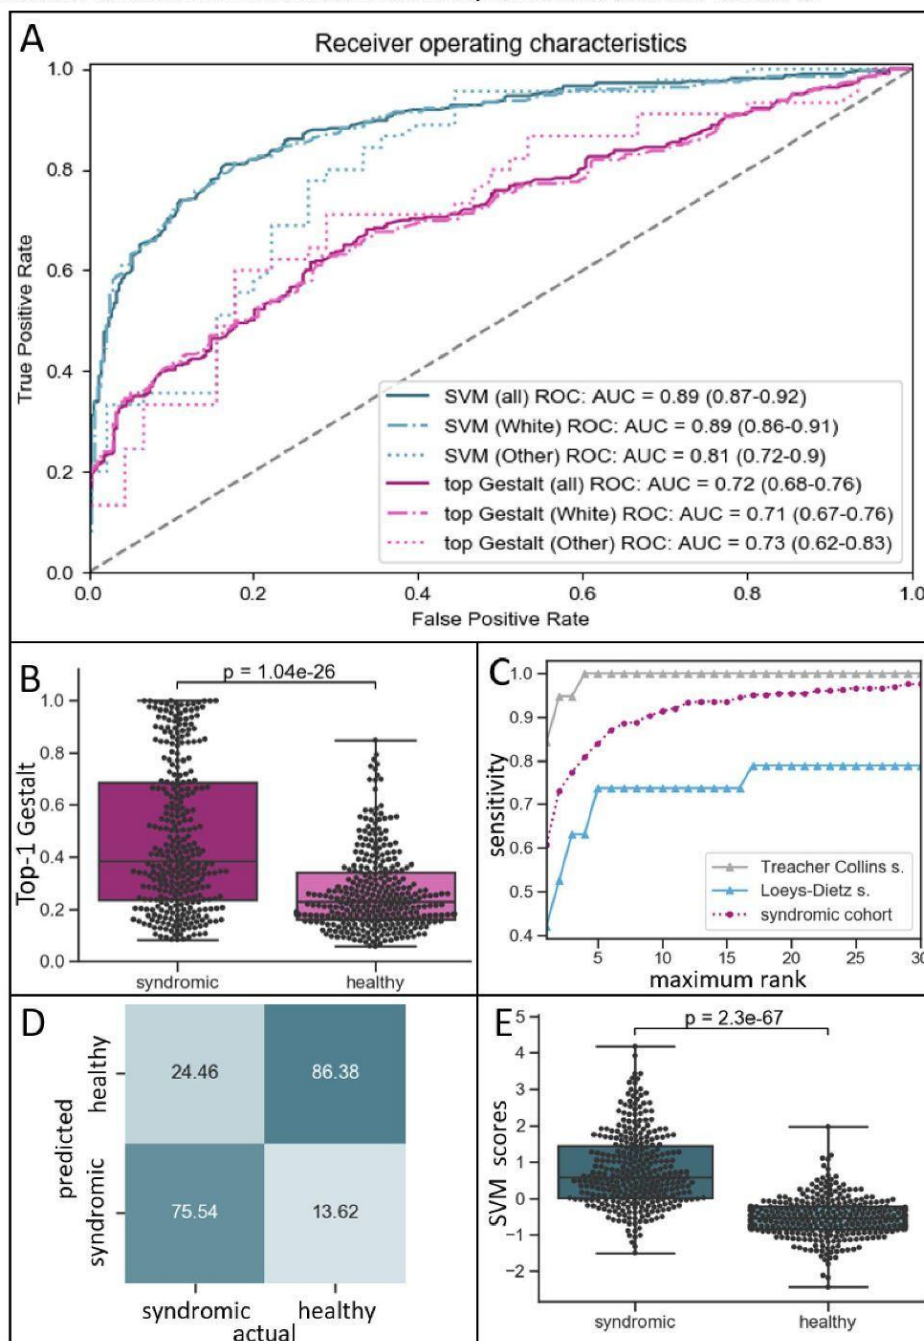 A
Receiver operating characteristics
1.0
0.8
0.6
0.4
0.2
0.0
True Positive Rate
SVM (all) ROC: AUC = 0.89 (0.87-0.92)
SVM (White) ROC: AUC = 0.89 (0.86-0.91)
SVM (Other) ROC: AUC = 0.81 (0.72-0.9)
top Gestalt (all) ROC: AUC = 0.72 (0.68-0.76)
top Gestalt (White) ROC: AUC = 0.71 (0.67-0.76)
top Gestalt (Other) ROC: AUC = 0.73 (0.62-0.83)
0.0 0.2 0.4 0.6 0.8 1.0
False Positive Rate
B
p = 1.04e-26
1.0
0.8
0.6
0.4
0.2
0.0
Top-1 Gestalt
syndromic healthy
C
1.0
0.9
0.8
0.7
0.6
0.5
0.4
sensitivity
Treacher Collins s.
Loeys-Dietz s.
syndromic cohort
5 10 15 20 25 30
maximum rank
D
predicted
healthy
syndromic
24.46 86.38
75.54 13.62
syndromic healthy
actual
E
p = 2.3e-67
5
4
3
2
1
0
−1
−2
SVM scores
syndromic healthy